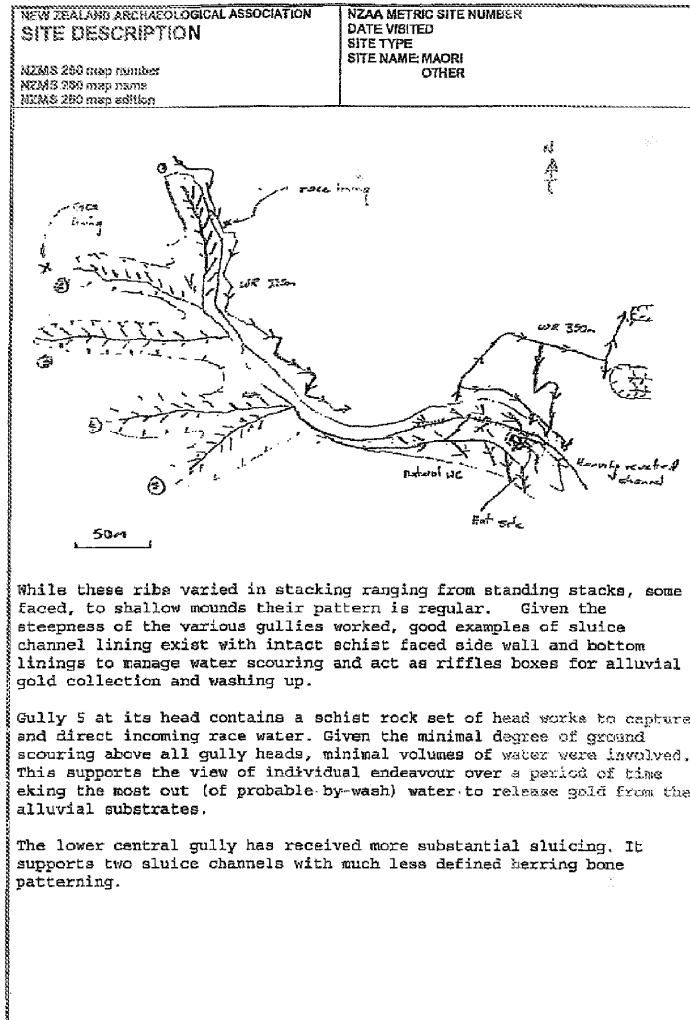 NEW ZEALAND ARCHAEOLOGICAL ASSOCIATION
SITE DESCRIPTION
NZMS 260 map number
NZMS 260 map name
NZMS 260 map edition
NZAA METRIC SITE NUMBER
DATE VISITED
SITE TYPE
SITE NAME: MAORI
OTHER
N
race lining
race
lining
WR 325m
WR 350m
Natural WC
Heavily revetted
channel
Hut site
50m
While these ribs varied in stacking ranging from standing stacks, some
faced, to shallow mounds their pattern is regular. Given the
steepness of the various gullies worked, good examples of sluice
channel lining exist with intact schist faced side wall and bottom
linings to manage water scouring and act as riffles boxes for alluvial
gold collection and washing up.
Gully 5 at its head contains a schist rock set of head works to capture
and direct incoming race water. Given the minimal degree of ground
scouring above all gully heads, minimal volumes of water were involved.
This supports the view of individual endeavour over a period of time
eking the most out (of probable by-wash) water to release gold from the
alluvial substrates.
The lower central gully has received more substantial sluicing. It
supports two sluice channels with much less defined herring bone
patterning.